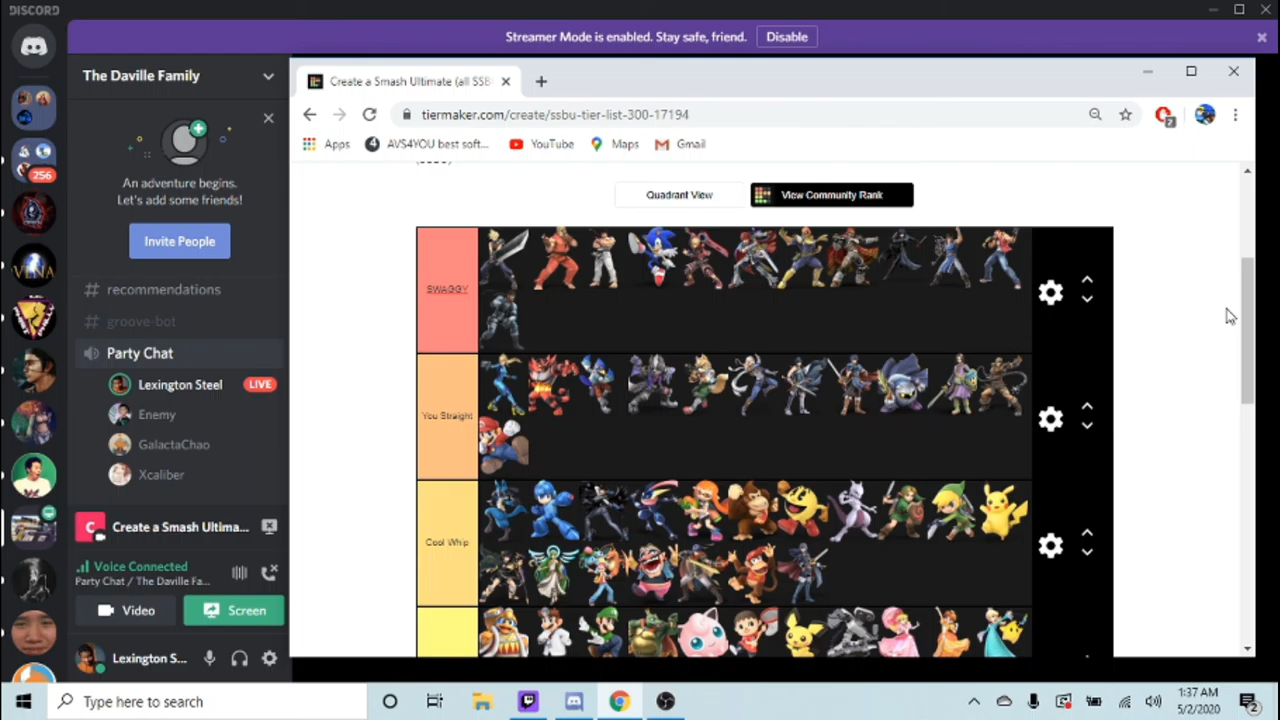 DISCORD
Streamer Mode is enabled. Stay safe, friend.
Disable
The Daville Family
An adventure begins.
Let's add some friends!
Invite People
256
VENA
# recommendations
# groove-bot
Party Chat
Lexington Steel
LIVE
Enemy
GalactaChao
Xcaliber
C
Create a Smash Ultima...
Voice Connected
Party Chat / The Daville Fa...
Video
Screen
Lexington S...
Create a Smash Ultimate (all SSB
tiermaker.com/create/ssbu-tier-list-300-17194
2
Apps
AVS4YOU best soft...
YouTube
Maps
Gmail
Quadrant View
View Community Rank
SWAGGY
You Straight
Cool Whip
Type here to search
1:37 AM
5/2/2020
2